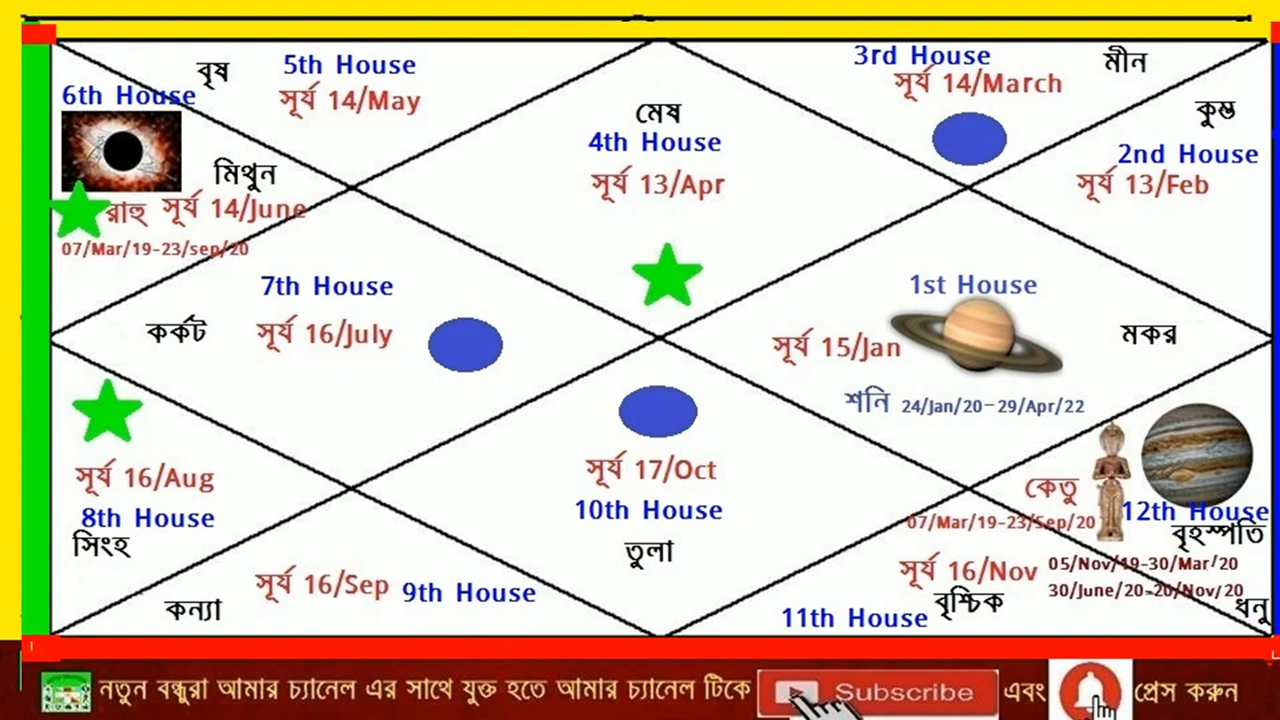 বৃষ
5th House
সূর্য 14/May
6th House
মিথুন
রাহু সূর্য 14/June
07/Mar/19-23/sep/20
মেষ
4th House
সূর্য 13/Apr
3rd House
মীন
সূর্য 14/March
কুম্ভ
2nd House
সূর্য 13/Feb
7th House
কর্কট
সূর্য 16/July
1st House
সূর্য 15/Jan
মকর
শনি 24/Jan/20-29/Apr/22
সূর্য 16/Aug
8th House
সিংহ
সূর্য 17/Oct
10th House
তুলা
কেতু
07/Mar/19-23/Sep/20
12th House
বৃহস্পতি
05/Nov/19-30/Mar/20
30/June/20-20/Nov/20
ধনু
সূর্য 16/Sep
9th House
কন্যা
সূর্য 16/Nov
বৃশ্চিক
11th House
নতুন বন্ধুরা আমার চ্যানেল এর সাথে যুক্ত হতে আমার চ্যানেল টিকে Subscribe এবং প্রেস করুন